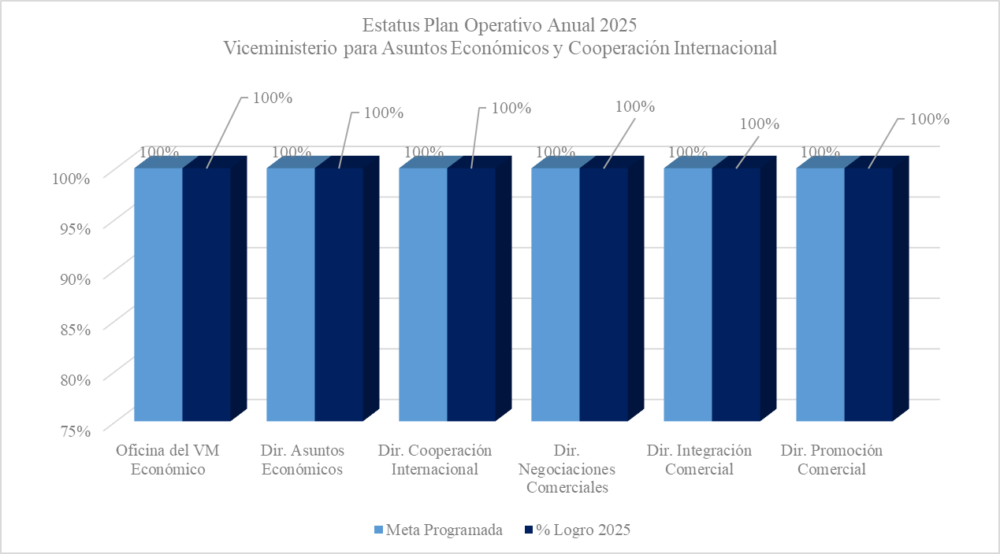 Estatus Plan Operativo Anual 2025
Viceministerio para Asuntos Económicos y Cooperación Internacional
100%
100%
100%
100%
100%
100%
100%
100%
100%
100%
100%
100%
100%
95%
90%
85%
80%
75%
Oficina del VM
Económico
Dir. Asuntos
Económicos
Dir. Cooperación
Internacional
Dir.
Negociaciones
Comerciales
Dir. Integración
Comercial
Dir. Promoción
Comercial
Meta Programada
% Logro 2025